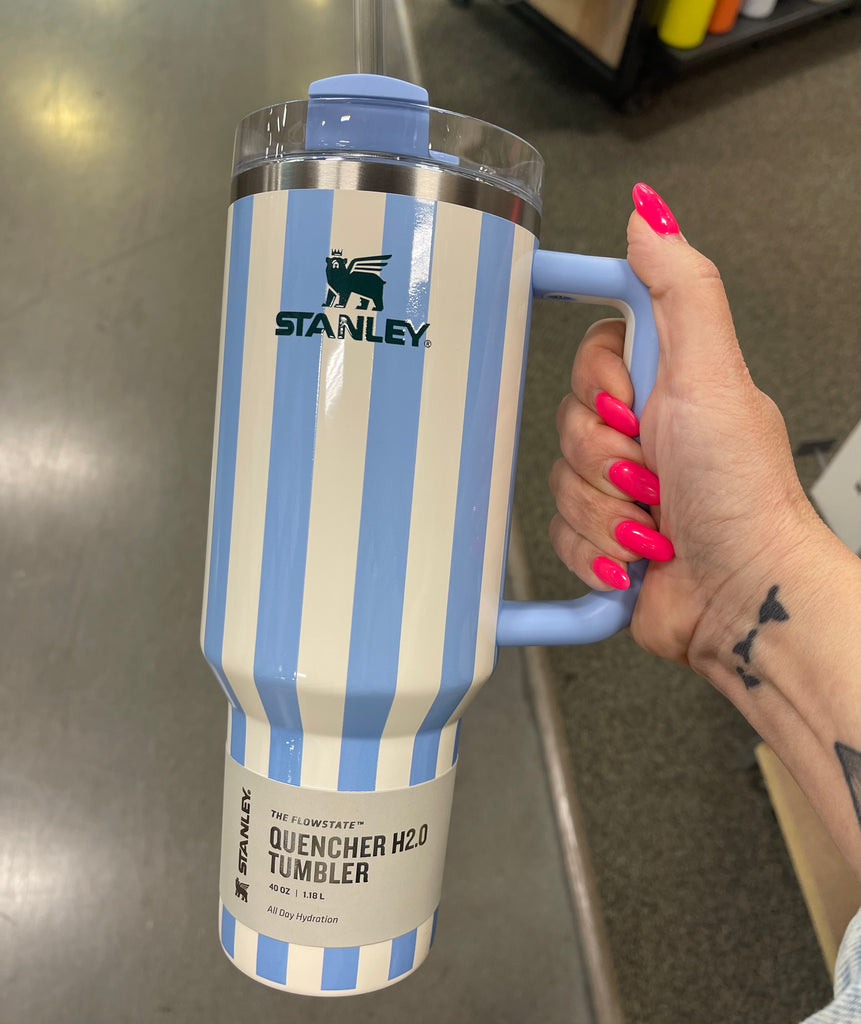 STANLEY®
STANLEY
THE FLOWSTATE™
QUENCHER H2.0
TUMBLER
40 OZ | 1.18 L
All Day Hydration